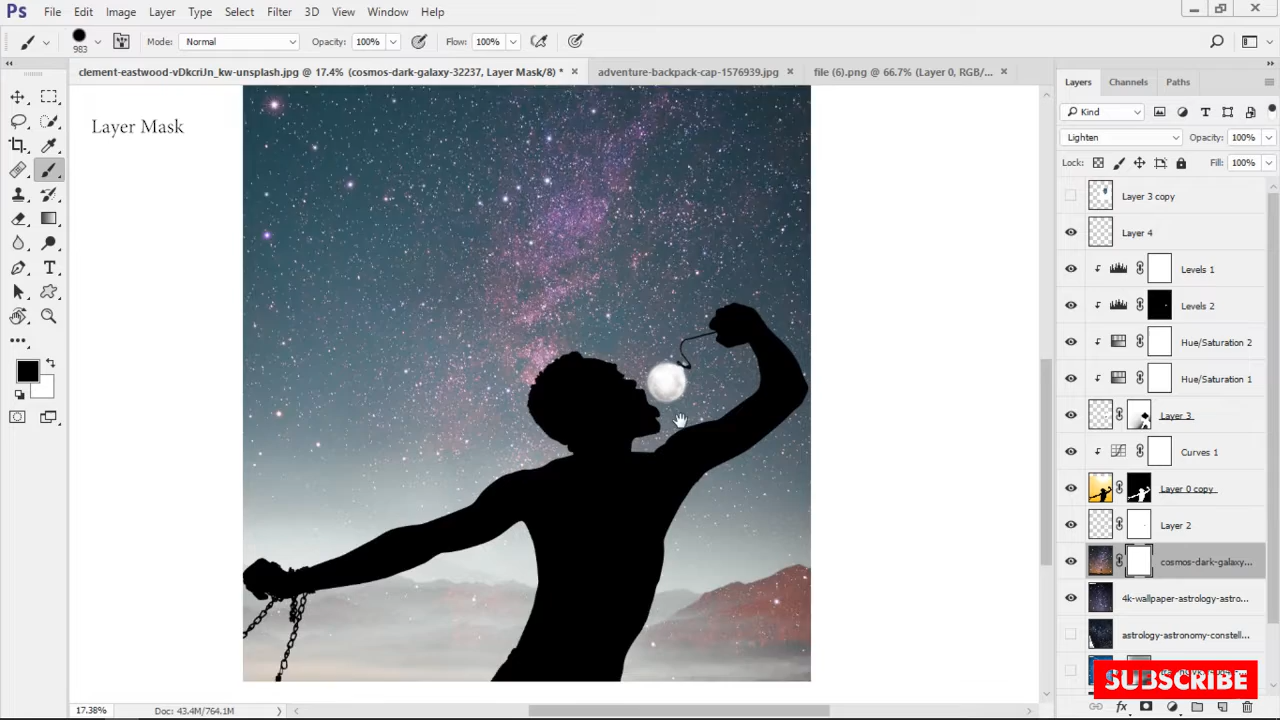 Ps File Edit Image Layer Type Select Filter 3D View Window Help
983 Mode: Normal Opacity: 100% Flow: 100%
clement-eastwood-vDkcriJn_kw-unsplash.jpg @ 17.4% (cosmos-dark-galaxy-32237, Layer Mask/8) * × adventure-backpack-cap-1576939.jpg × file (6).png @ 66.7% (Layer 0, RGB/... ×
Layer Mask
Layers Channels Paths
Kind
Lighten Opacity: 100%
Lock: Fill: 100%
Layer 3 copy
Layer 4
Levels 1
Levels 2
Hue/Saturation 2
Hue/Saturation 1
Layer 3
Curves 1
Layer 0 copy
Layer 2
cosmos-dark-galaxy...
4k-wallpaper-astrology-astro...
astrology-astronomy-constell...
SUBSCRIBE
17.38% Doc: 43.4M/764.1M
fx